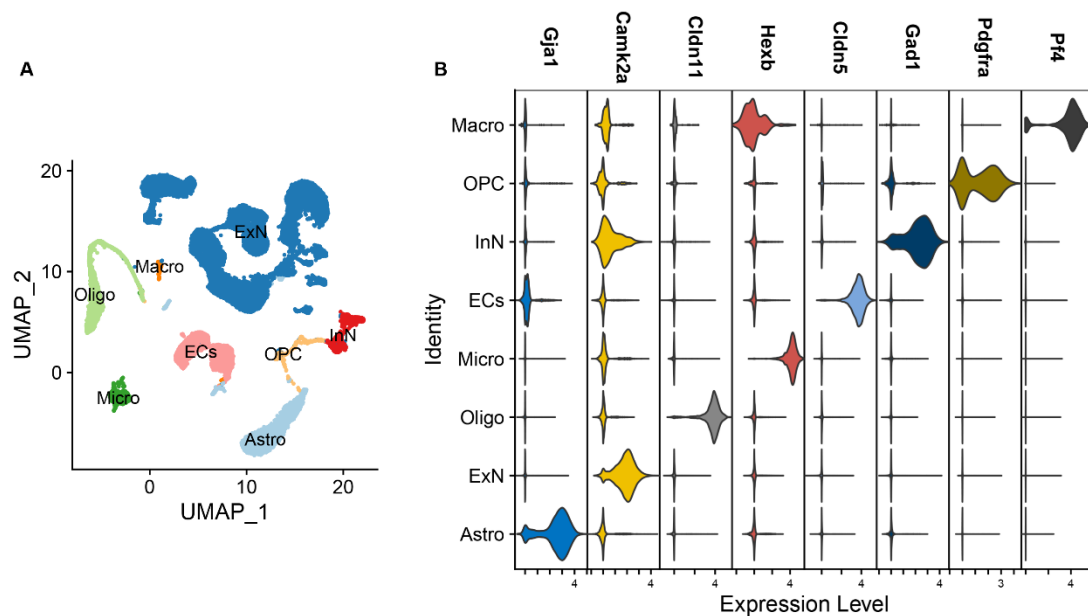 A
20
10
0
UMAP_2
ExN
Macro
Oligo
InN
ECs
OPC
Micro
Astro
0
10
20
UMAP_1
B
Gja1
Camk2a
Cldn11
Hexb
Cldn5
Gad1
Pdgfra
Pf4
Identity
Macro
OPC
InN
ECs
Micro
Oligo
ExN
Astro
4
4
4
4
4
4
3
4
Expression Level